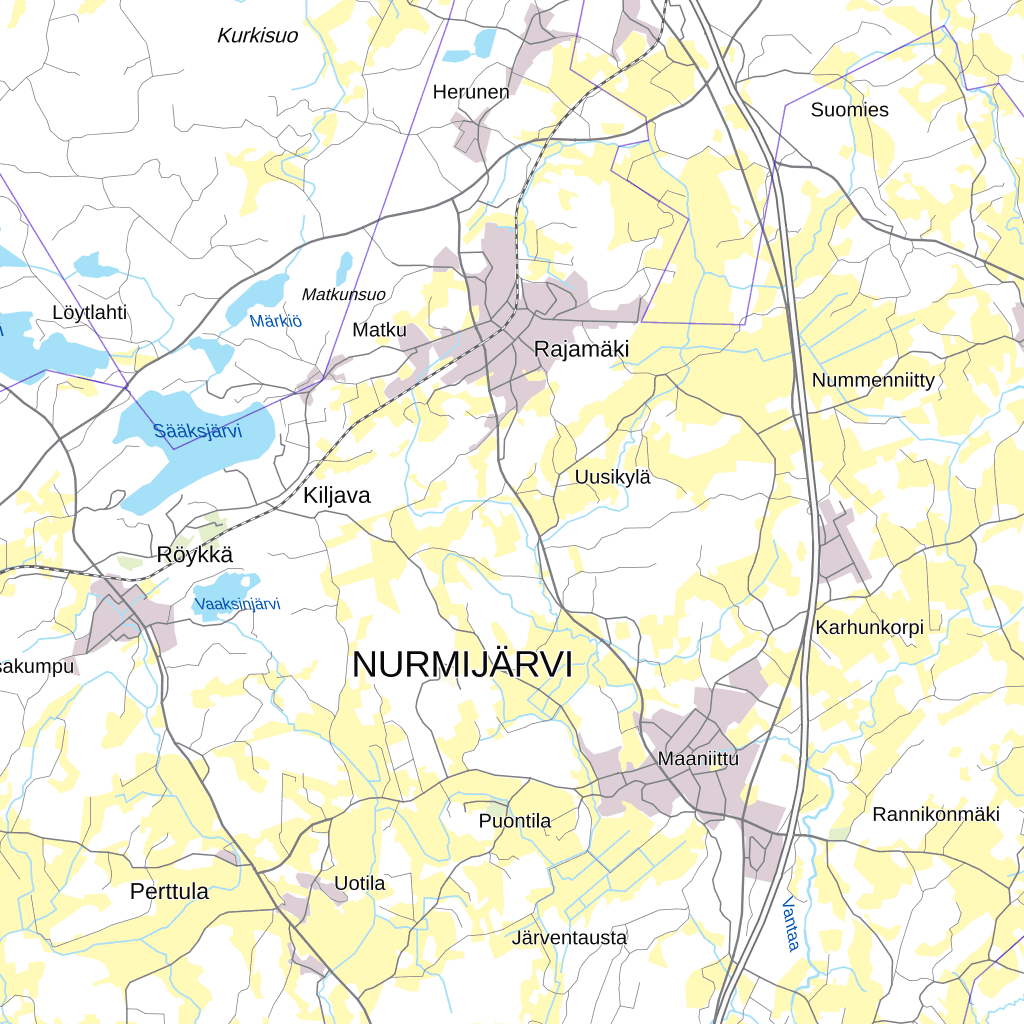 Kurkisuo
Herunen
Suomies
Matkunsuo
Löytlahti
Märkiö
Matku
Rajamäki
Nummenniitty
Sääksjärvi
Uusikylä
Kiljava
Röykkä
Vaaksinjärvi
Karhunkorpi
NURMIJÄRVI
akumpu
Maaniittu
Rannikonmäki
Puontila
Uotila
Perttula
Vantaa
Järventausta